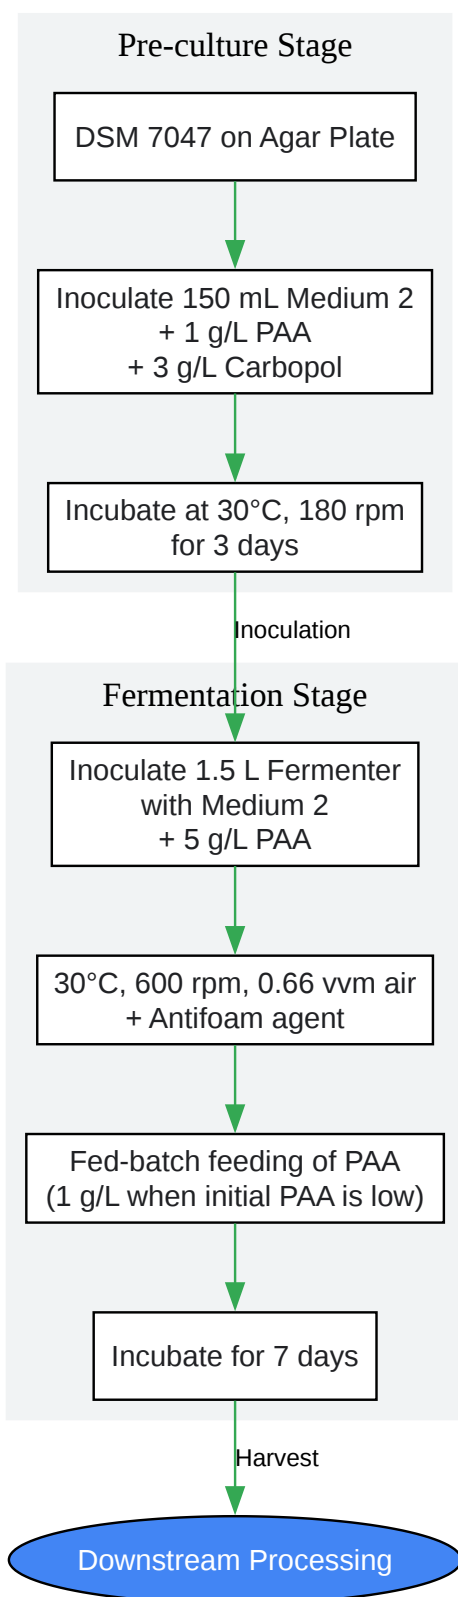 Pre-culture Stage
DSM 7047 on Agar Plate
Inoculate 150 mL Medium 2
+ 1 g/L PAA
+ 3 g/L Carbopol
Incubate at 30°C, 180 rpm
for 3 days
Inoculation
Fermentation Stage
Inoculate 1.5 L Fermenter
with Medium 2
+ 5 g/L PAA
30°C, 600 rpm, 0.66 vvm air
+ Antifoam agent
Fed-batch feeding of PAA
(1 g/L when initial PAA is low)
Incubate for 7 days
Harvest
Downstream Processing